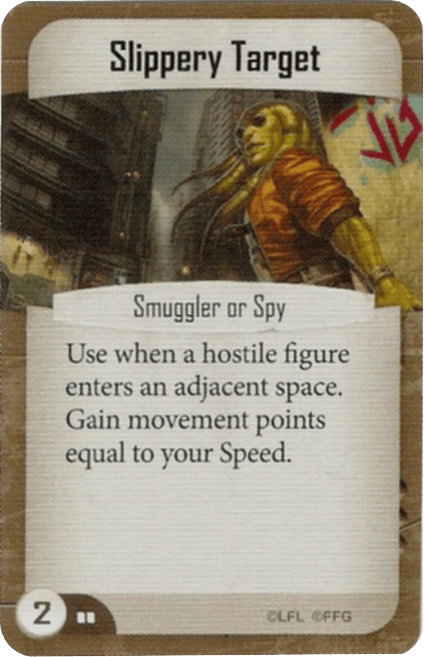 Slippery Target
Smuggler or Spy
Use when a hostile figure
enters an adjacent space.
Gain movement points
equal to your Speed.
2
©LFL ©FFG